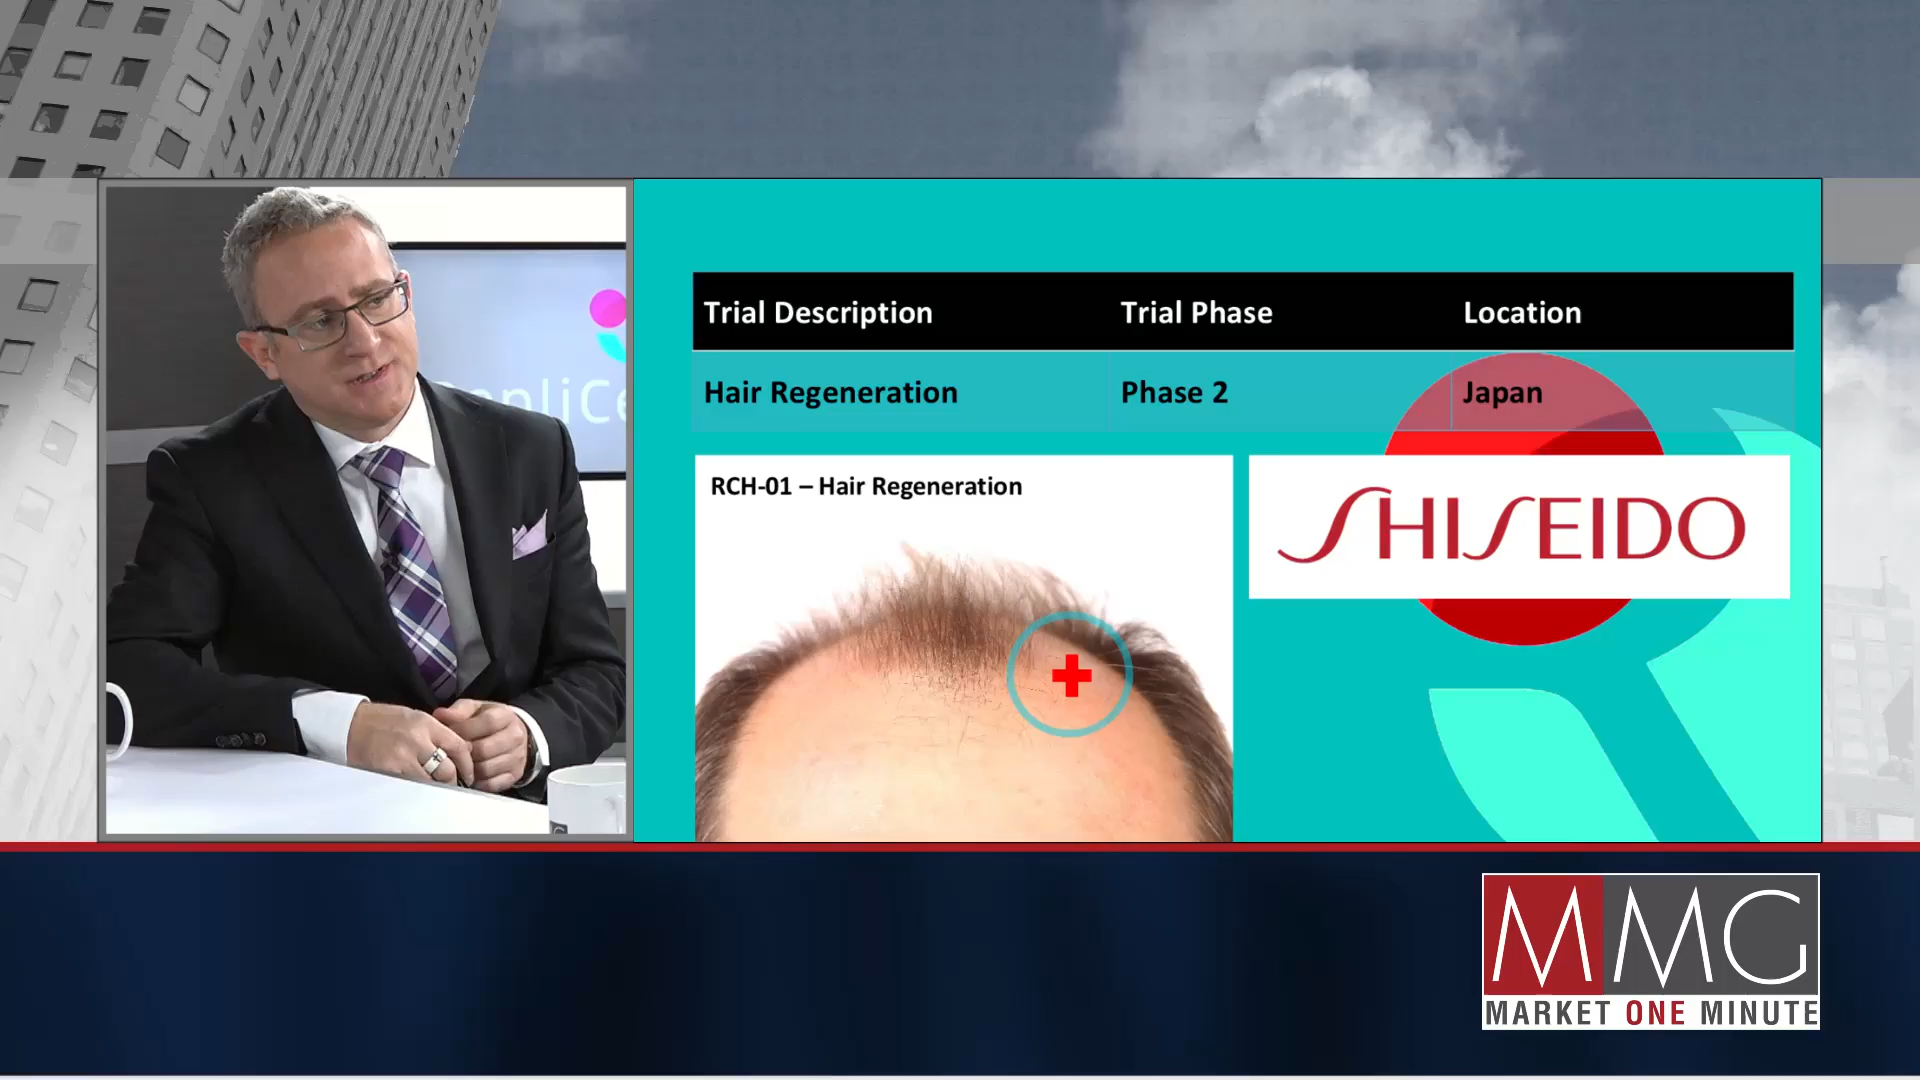 Trial Description
Trial Phase
Location
Hair Regeneration
Phase 2
Japan
RCH-01 – Hair Regeneration
SHISEIDO
MMG
MARKET ONE MINUTE